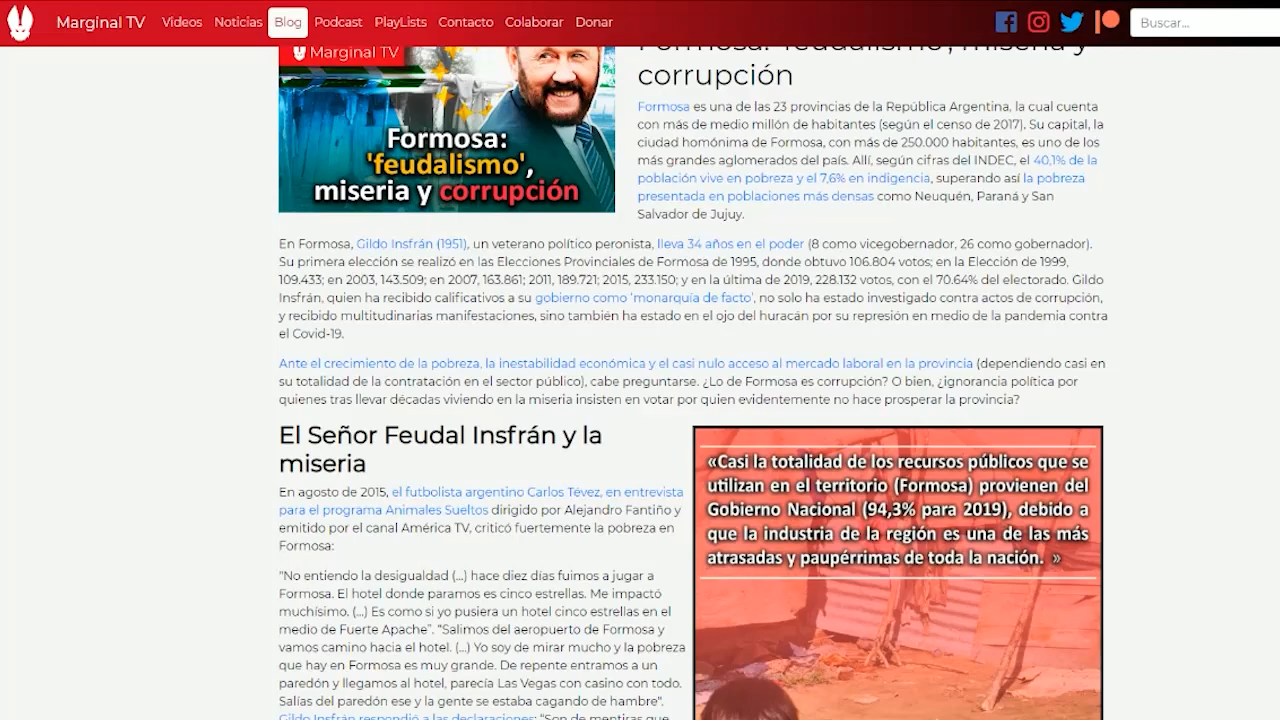 Marginal TV
Videos
Noticias
Blog
Podcast
PlayLists
Contacto
Colaborar
Donar
Buscar...
Marginal TV
Formosa:
'feudalismo',
miseria y corrupción
Formosa: 'feudalismo', miseria y
corrupción
Formosa es una de las 23 provincias de la República Argentina, la cual cuenta
con más de medio millón de habitantes (según el censo de 2017). Su capital, la
ciudad homónima de Formosa, con más de 250.000 habitantes, es uno de los
más grandes aglomerados del país. Allí, según cifras del INDEC, el 40,1% de la
población vive en pobreza y el 7,6% en indigencia, superando así la pobreza
presentada en poblaciones más densas como Neuquén, Paraná y San
Salvador de Jujuy.
En Formosa, Gildo Insfrán (1951), un veterano político peronista, lleva 34 años en el poder (8 como vicegobernador, 26 como gobernador).
Su primera elección se realizó en las Elecciones Provinciales de Formosa de 1995, donde obtuvo 106.804 votos; en la Elección de 1999,
109.433; en 2003, 143.509; en 2007, 163.861; 2011, 189.721; 2015, 233.150; y en la última de 2019, 228.132 votos, con el 70.64% del electorado. Gildo
Insfrán, quien ha recibido calificativos a su gobierno como 'monarquía de facto', no solo ha estado investigado contra actos de corrupción,
y recibido multitudinarias manifestaciones, sino también ha estado en el ojo del huracán por su represión en medio de la pandemia contra
el Covid-19.
Ante el crecimiento de la pobreza, la inestabilidad económica y el casi nulo acceso al mercado laboral en la provincia (dependiendo casi en
su totalidad de la contratación en el sector público), cabe preguntarse. ¿Lo de Formosa es corrupción? O bien, ¿ignorancia política por
quienes tras llevar décadas viviendo en la miseria insisten en votar por quien evidentemente no hace prosperar la provincia?
El Señor Feudal Insfrán y la
miseria
En agosto de 2015, el futbolista argentino Carlos Tévez, en entrevista
para el programa Animales Sueltos dirigido por Alejandro Fantiño y
emitido por el canal América TV, criticó fuertemente la pobreza en
Formosa:
"No entiendo la desigualdad (...) hace diez días fuimos a jugar a
Formosa. El hotel donde paramos es cinco estrellas. Me impactó
muchísimo. (...) Es como si yo pusiera un hotel cinco estrellas en el
medio de Fuerte Apache". "Salimos del aeropuerto de Formosa y
vamos camino hacia el hotel. (...) Yo soy de mirar mucho y la pobreza
que hay en Formosa es muy grande. De repente entramos a un
paredón y llegamos al hotel, parecía Las Vegas con casino con todo.
Salías del paredón ese y la gente se estaba cagando de hambre".
Gildo Insfrán respondió a las declaraciones: "Son de mentiras que
«Casi la totalidad de los recursos públicos que se
utilizan en el territorio (Formosa) provienen del
Gobierno Nacional (94,3% para 2019), debido a
que la industria de la región es una de las más
atrasadas y paupérrimas de toda la nación. »